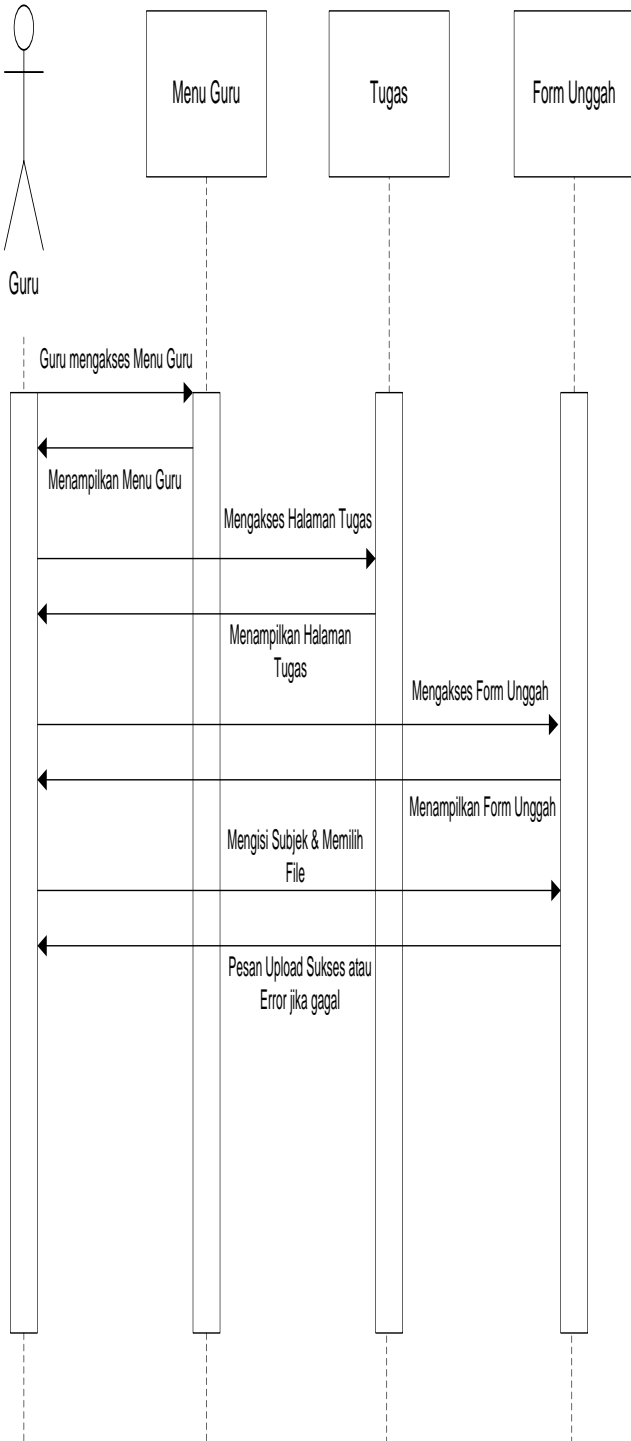 Menu Guru
Tugas
Form Unggah
Guru
Guru mengakses Menu Guru
Menampilkan Menu Guru
Mengakses Halaman Tugas
Menampilkan Halaman
Tugas
Mengakses Form Unggah
Menampilkan Form Unggah
Mengisi Subjek & Memilih
File
Pesan Upload Sukses atau
Error jika gagal